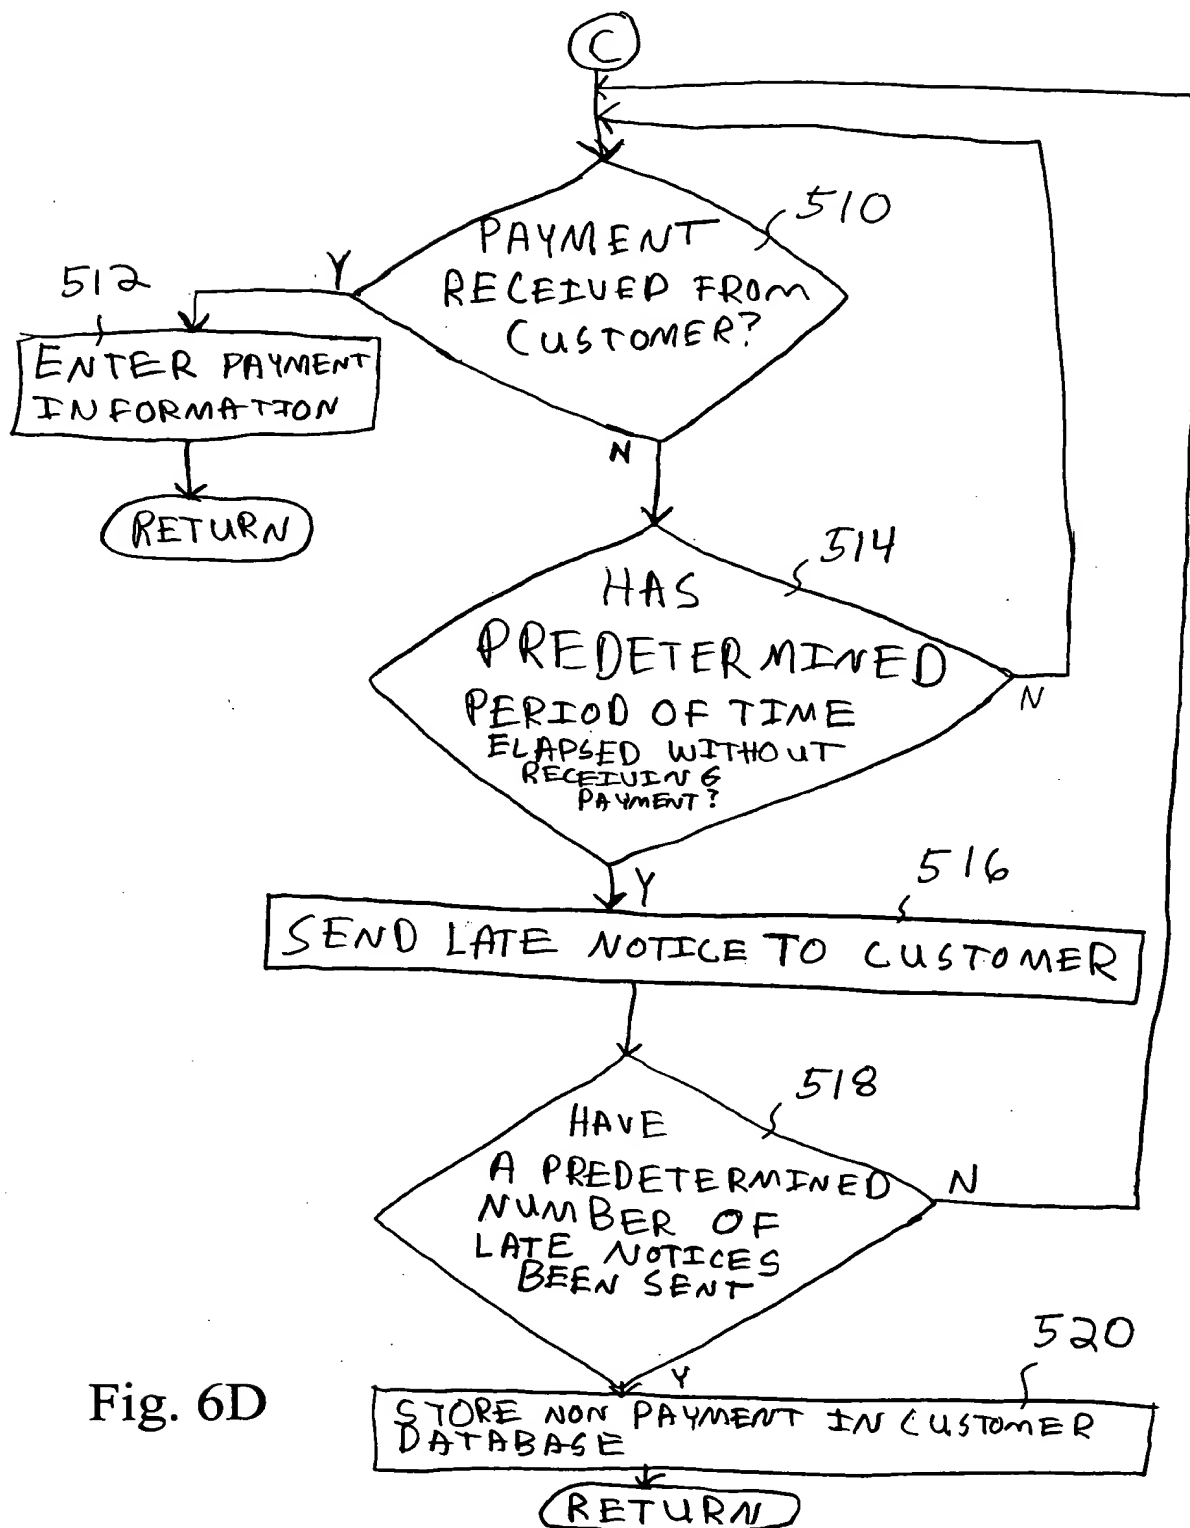 C
510
PAYMENT
RECEIVED FROM
CUSTOMER?
Y
512
ENTER PAYMENT
INFORMATION
N
RETURN
514
HAS
PREDETERMINED
PERIOD OF TIME
ELAPSED WITHOUT
RECEIVING
PAYMENT?
N
Y
516
SEND LATE NOTICE TO CUSTOMER
518
HAVE
A PREDETERMINED
NUMBER OF
LATE NOTICES
BEEN SENT
N
Y
520
STORE NON PAYMENT IN CUSTOMER
DATABASE
RETURN
Fig. 6D